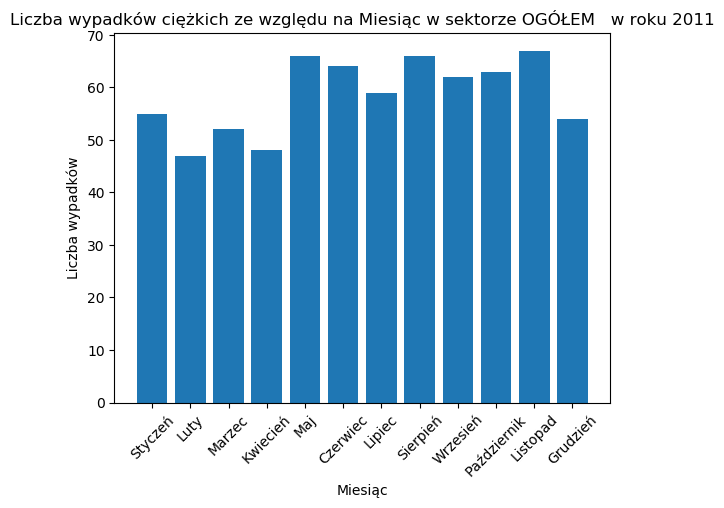 Liczba wypadków ciężkich ze względu na Miesiąc w sektorze OGÓŁEM   w roku 2011
70
60
50
40
30
20
10
0
Liczba wypadków
Styczeń
Luty
Marzec
Kwiecień
Maj
Czerwiec
Lipiec
Sierpień
Wrzesień
Październik
Listopad
Grudzień
Miesiąc